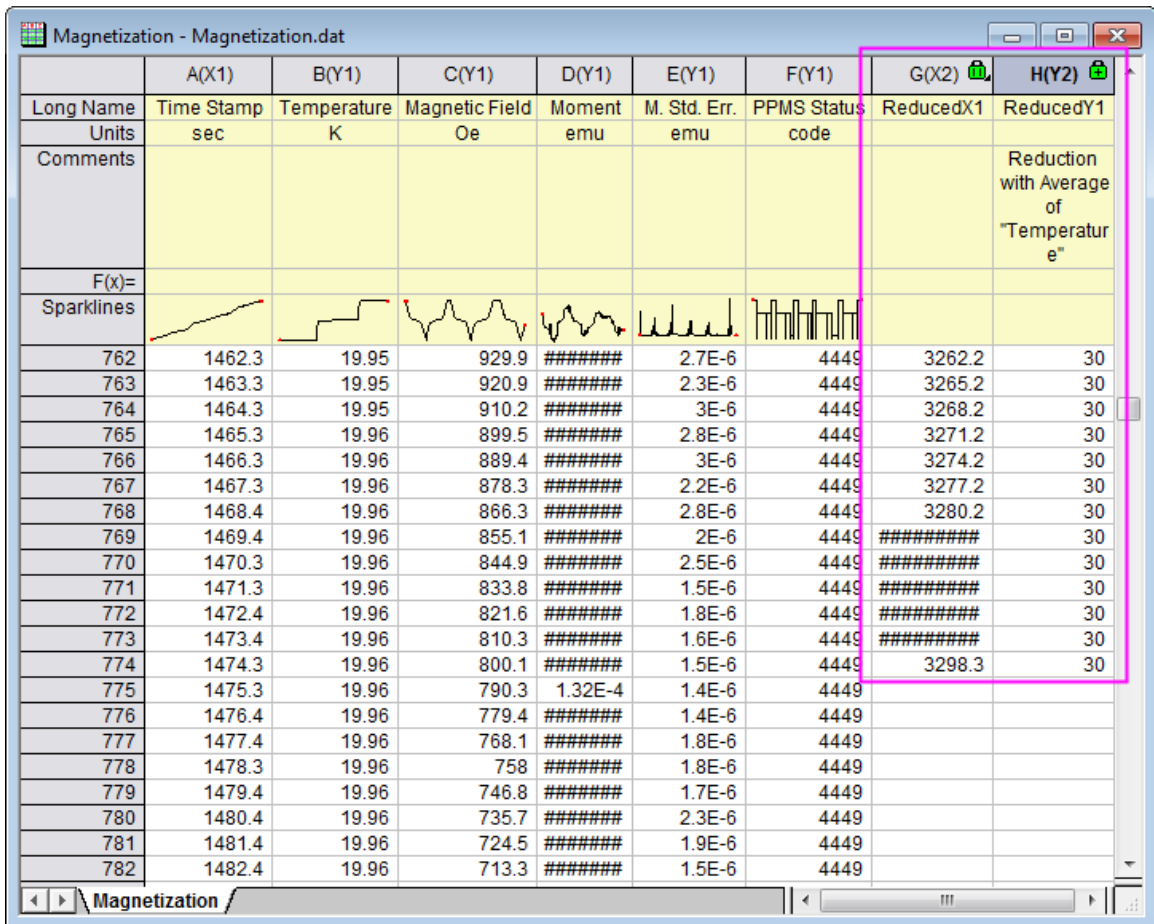 Magnetization - Magnetization.dat
A(X1) B(Y1) C(Y1) D(Y1) E(Y1) F(Y1) G(X2) H(Y2)
Long Name Time Stamp Temperature Magnetic Field Moment M. Std. Err. PPMS Status ReducedX1 ReducedY1
Units sec K Oe emu emu code
Comments Reduction
with Average
of
"Temperatur
e"
F(x)=
Sparklines
762 1462.3 19.95 929.9 ####### 2.7E-6 4449 3262.2 30
763 1463.3 19.95 920.9 ####### 2.3E-6 4449 3265.2 30
764 1464.3 19.95 910.2 ####### 3E-6 4449 3268.2 30
765 1465.3 19.96 899.5 ####### 2.8E-6 4449 3271.2 30
766 1466.3 19.96 889.4 ####### 3E-6 4449 3274.2 30
767 1467.3 19.96 878.3 ####### 2.2E-6 4449 3277.2 30
768 1468.4 19.96 866.3 ####### 2.8E-6 4449 3280.2 30
769 1469.4 19.96 855.1 ####### 2E-6 4449 ######### 30
770 1470.3 19.96 844.9 ####### 2.5E-6 4449 ######### 30
771 1471.3 19.96 833.8 ####### 1.5E-6 4449 ######### 30
772 1472.4 19.96 821.6 ####### 1.8E-6 4449 ######### 30
773 1473.4 19.96 810.3 ####### 1.6E-6 4449 ######### 30
774 1474.3 19.96 800.1 ####### 1.5E-6 4449 3298.3 30
775 1475.3 19.96 790.3 1.32E-4 1.4E-6 4449
776 1476.4 19.96 779.4 ####### 1.4E-6 4449
777 1477.4 19.96 768.1 ####### 1.8E-6 4449
778 1478.3 19.96 758 ####### 1.8E-6 4449
779 1479.4 19.96 746.8 ####### 1.7E-6 4449
780 1480.4 19.96 735.7 ####### 2.3E-6 4449
781 1481.4 19.96 724.5 ####### 1.9E-6 4449
782 1482.4 19.96 713.3 ####### 1.5E-6 4449
Magnetization